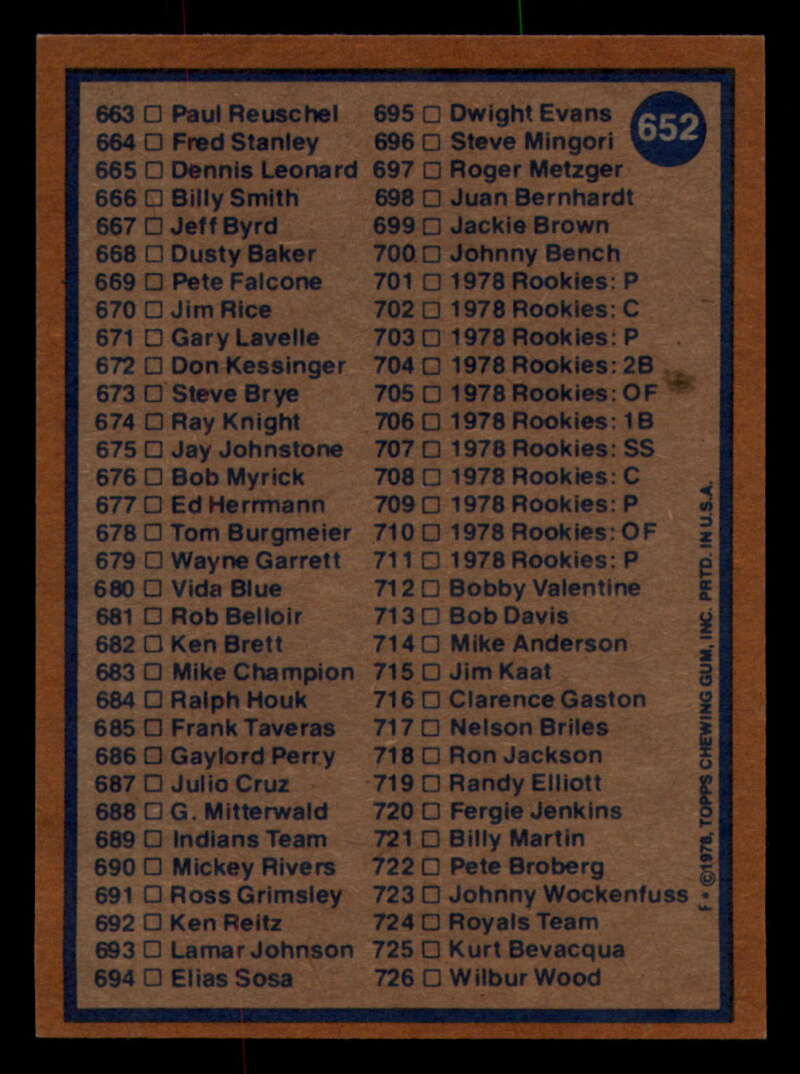 652
663 □ Paul Reuschel
664 □ Fred Stanley
665 □ Dennis Leonard
666 □ Billy Smith
667 □ Jeff Byrd
668 □ Dusty Baker
669 □ Pete Falcone
670 □ Jim Rice
671 □ Gary Lavelle
672 □ Don Kessinger
673 □ Steve Brye
674 □ Ray Knight
675 □ Jay Johnstone
676 □ Bob Myrick
677 □ Ed Herrmann
678 □ Tom Burgmeier
679 □ Wayne Garrett
680 □ Vida Blue
681 □ Rob Belloir
682 □ Ken Brett
683 □ Mike Champion
684 □ Ralph Houk
685 □ Frank Taveras
686 □ Gaylord Perry
687 □ Julio Cruz
688 □ G. Mitterwald
689 □ Indians Team
690 □ Mickey Rivers
691 □ Ross Grimsley
692 □ Ken Reitz
693 □ Lamar Johnson
694 □ Elias Sosa
695 □ Dwight Evans
696 □ Steve Mingori
697 □ Roger Metzger
698 □ Juan Bernhardt
699 □ Jackie Brown
700 □ Johnny Bench
701 □ 1978 Rookies: P
702 □ 1978 Rookies: C
703 □ 1978 Rookies: P
704 □ 1978 Rookies: 2B
705 □ 1978 Rookies: OF
706 □ 1978 Rookies: 1B
707 □ 1978 Rookies: SS
708 □ 1978 Rookies: C
709 □ 1978 Rookies: P
710 □ 1978 Rookies: OF
711 □ 1978 Rookies: P
712 □ Bobby Valentine
713 □ Bob Davis
714 □ Mike Anderson
715 □ Jim Kaat
716 □ Clarence Gaston
717 □ Nelson Briles
718 □ Ron Jackson
719 □ Randy Elliott
720 □ Fergie Jenkins
721 □ Billy Martin
722 □ Pete Broberg
723 □ Johnny Wockenfuss
724 □ Royals Team
725 □ Kurt Bevacqua
726 □ Wilbur Wood
F * ©1978, TOPPS CHEWING GUM, INC. PRTD. IN U.S.A.